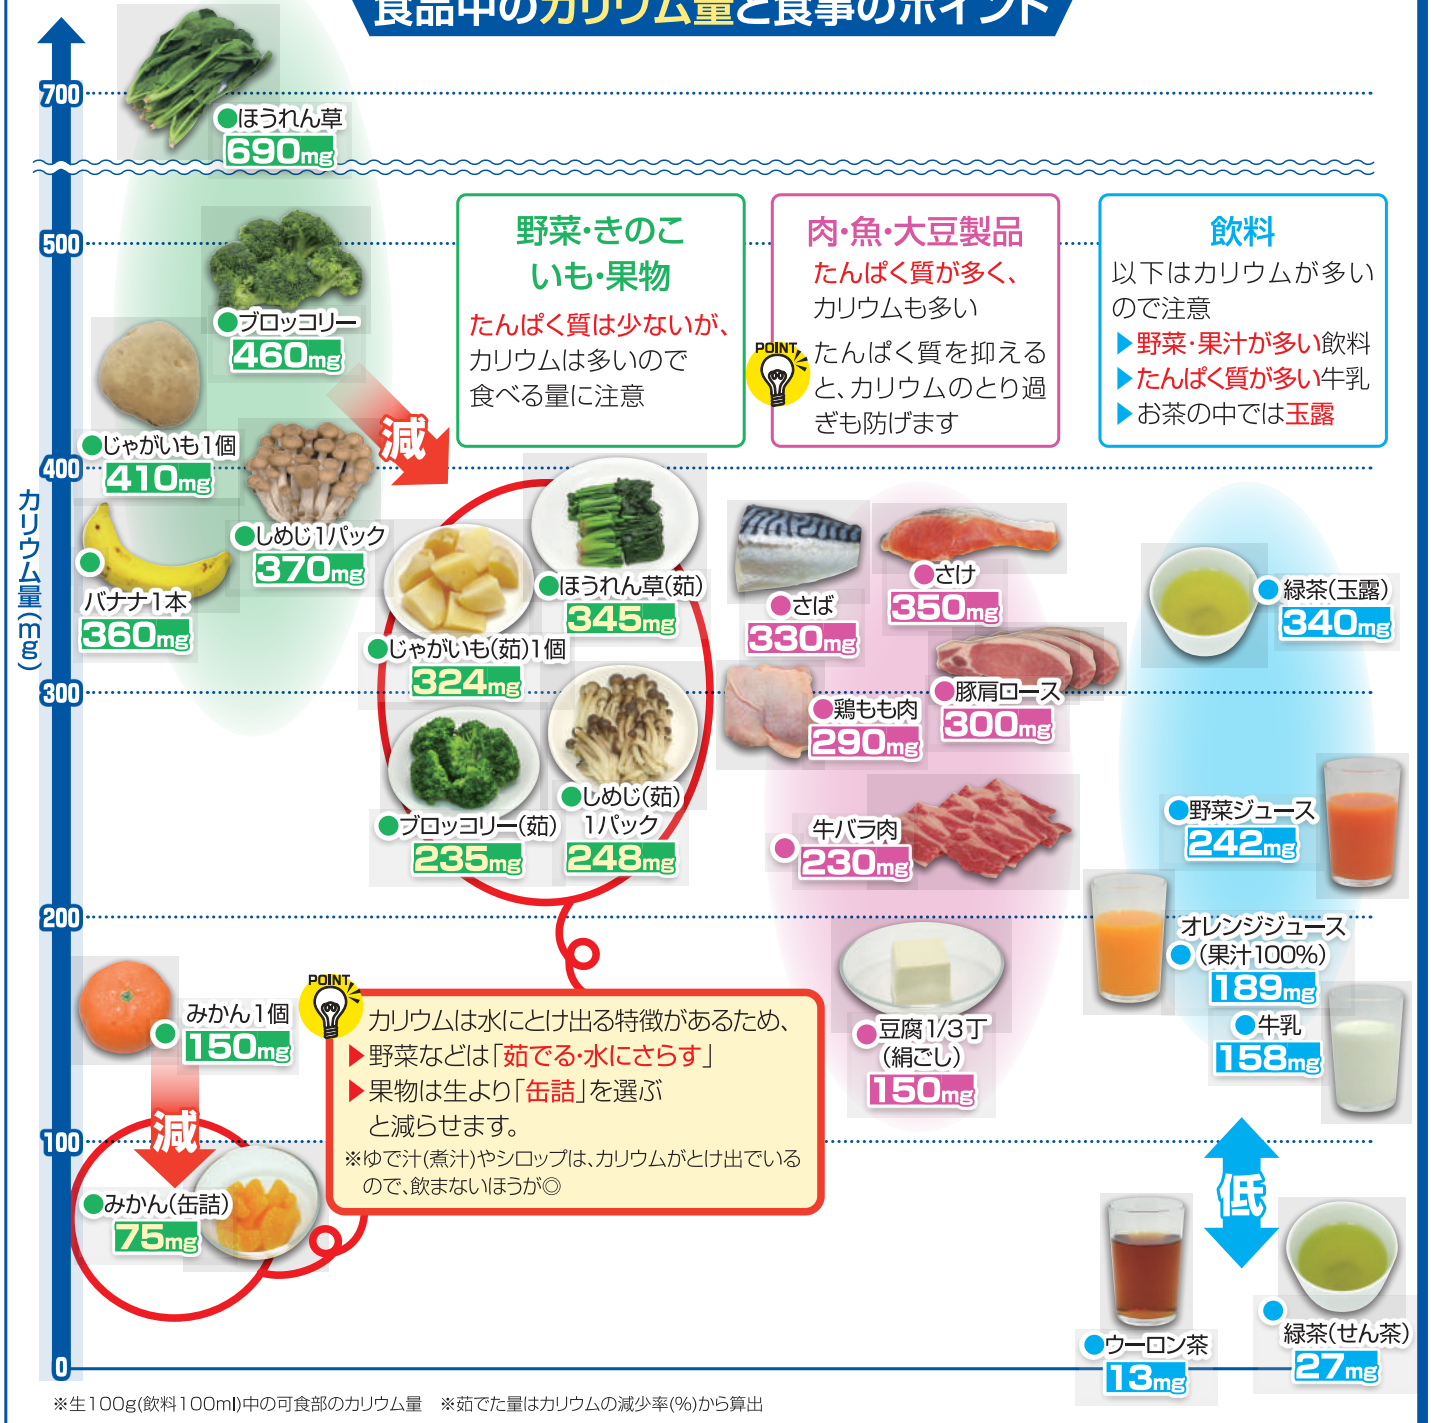 食品中のカリウム量と食事のポイント
カリウム量(mg)
700
500
400
300
200
100
0
ほうれん草
690mg
ブロッコリー
460mg
じゃがいも1個
410mg
しめじ1パック
370mg
バナナ1本
360mg
減
野菜・きのこ
いも・果物
たんぱく質は少ないが、
カリウムは多いので
食べる量に注意
肉・魚・大豆製品
たんぱく質が多く、
カリウムも多い
POINT
たんぱく質を抑える
と、カリウムのとり過
ぎも防げます
飲料
以下はカリウムが多い
ので注意
▶野菜・果汁が多い飲料
▶たんぱく質が多い牛乳
▶お茶の中では玉露
ほうれん草(茹)
345mg
じゃがいも(茹)1個
324mg
ブロッコリー(茹)
235mg
しめじ(茹)
1パック
248mg
さば
330mg
さけ
350mg
鶏もも肉
290mg
豚肩ロース
300mg
牛バラ肉
230mg
豆腐1/3丁
(絹ごし)
150mg
緑茶(玉露)
340mg
野菜ジュース
242mg
オレンジジュース
(果汁100%)
189mg
牛乳
158mg
みかん1個
150mg
減
みかん(缶詰)
75mg
POINT
カリウムは水にとけ出る特徴があるため、
▶野菜などは「茹でる・水にさらす」
▶果物は生より「缶詰」を選ぶ
と減らせます。
※ゆで汁(煮汁)やシロップは、カリウムがとけ出でいる
ので、飲まないほうが◎
低
ウーロン茶
13mg
緑茶(せん茶)
27mg
※生100g(飲料100ml)中の可食部のカリウム量 ※茹でた量はカリウムの減少率(%)から算出